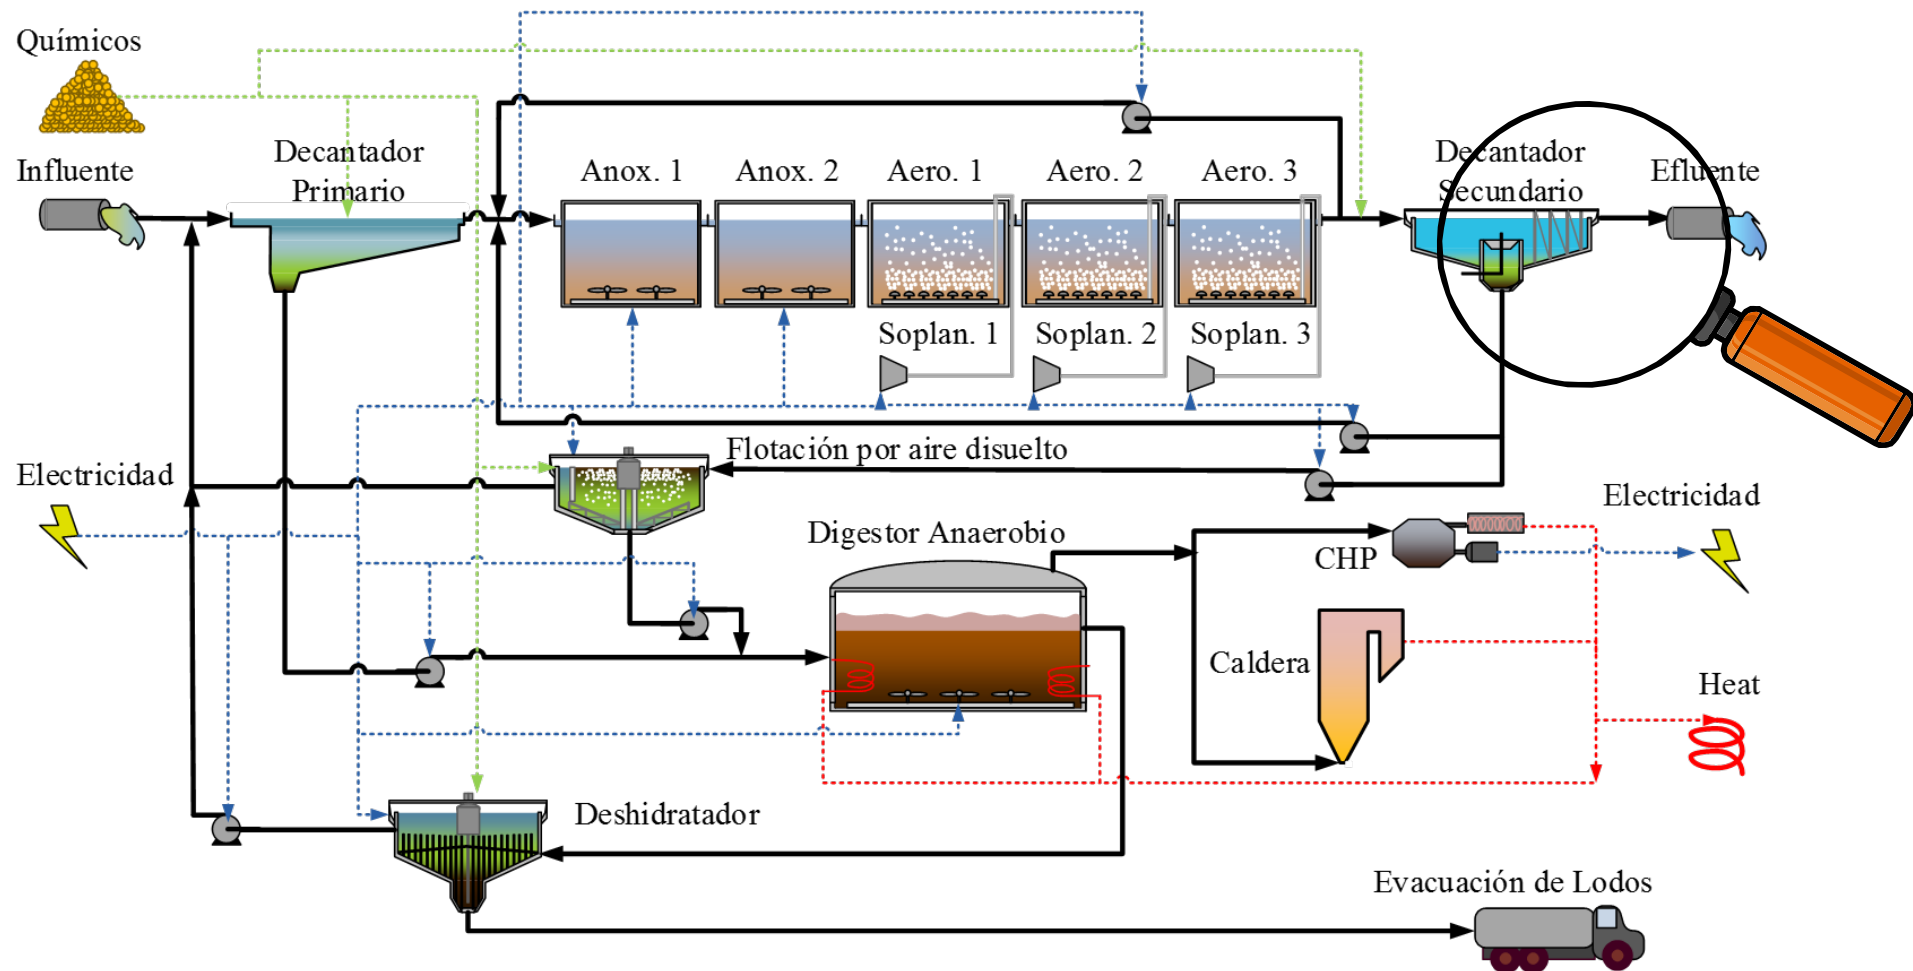 Químicos
Influente
Decantador
Primario
Anox. 1
Anox. 2
Aero. 1
Aero. 2
Aero. 3
Decantador
Secundario
Efluente
Soplan. 1
Soplan. 2
Soplan. 3
Flotación por aire disuelto
Electricidad
Digestor Anaerobio
CHP
Electricidad
Caldera
Heat
Deshidratador
Evacuación de Lodos